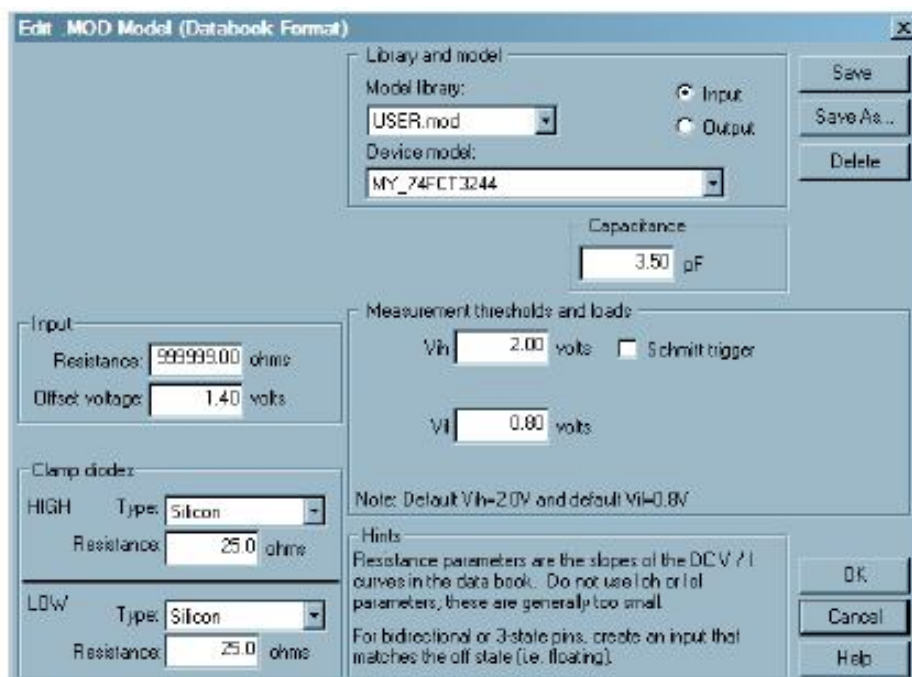 Edit .MOD Model (Databook Format)
Library and model
Model library:
USER.mod
Input
Output
Device model:
MY_74FCT3244
Save
Save As...
Delete
Capacitance
3.50 pF
Input
Resistance: 999999.00 ohms
Offset voltage: 1.40 volts
Measurement thresholds and loads
Vih 2.00 volts
Schmitt trigger
Vil 0.80 volts
Note: Default Vih=2.0V and default Vil=0.8V
Clamp diodes
HIGH Type: Silicon
Resistance: 25.0 ohms
LOW Type: Silicon
Resistance: 25.0 ohms
Hints
Resistance parameters are the slopes of the DC V / I
curves in the data book. Do not use Ioh or Iol
parameters, these are generally too small.
For bidirectional or 3-state pins, create an input that
matches the off state (i.e. floating).
OK
Cancel
Help